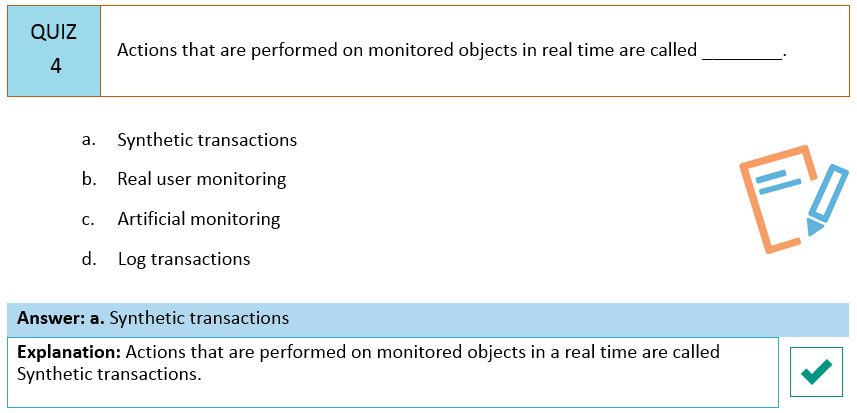 QUIZ
4
Actions that are performed on monitored objects in real time are called ________.
a. Synthetic transactions
b. Real user monitoring
c. Artificial monitoring
d. Log transactions
Answer: a. Synthetic transactions
Explanation: Actions that are performed on monitored objects in a real time are called
Synthetic transactions.